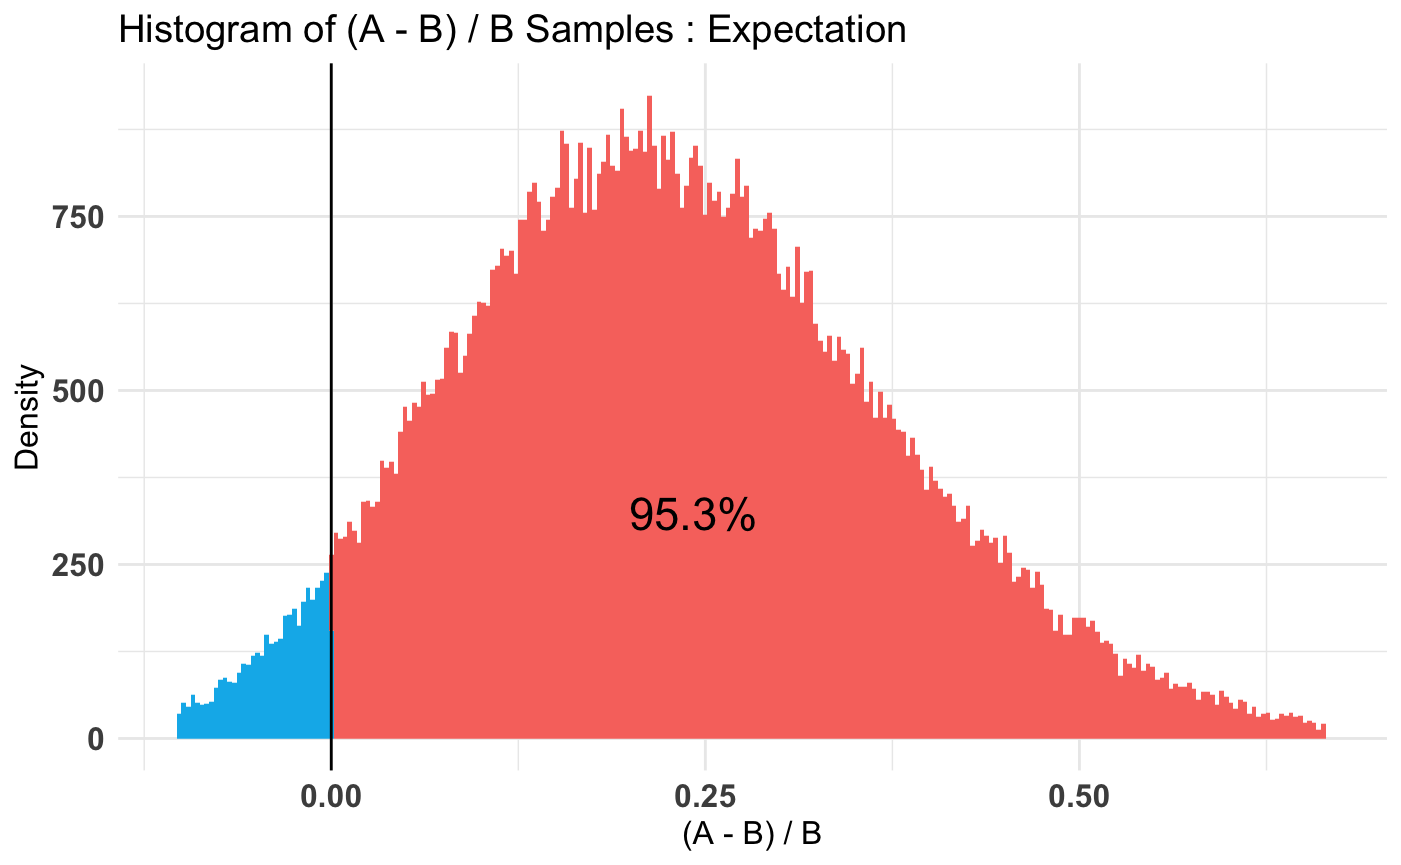 Histogram of (A - B) / B Samples : Expectation
750
500
250
0
Density
95.3%
0.00 0.25 0.50
(A - B) / B